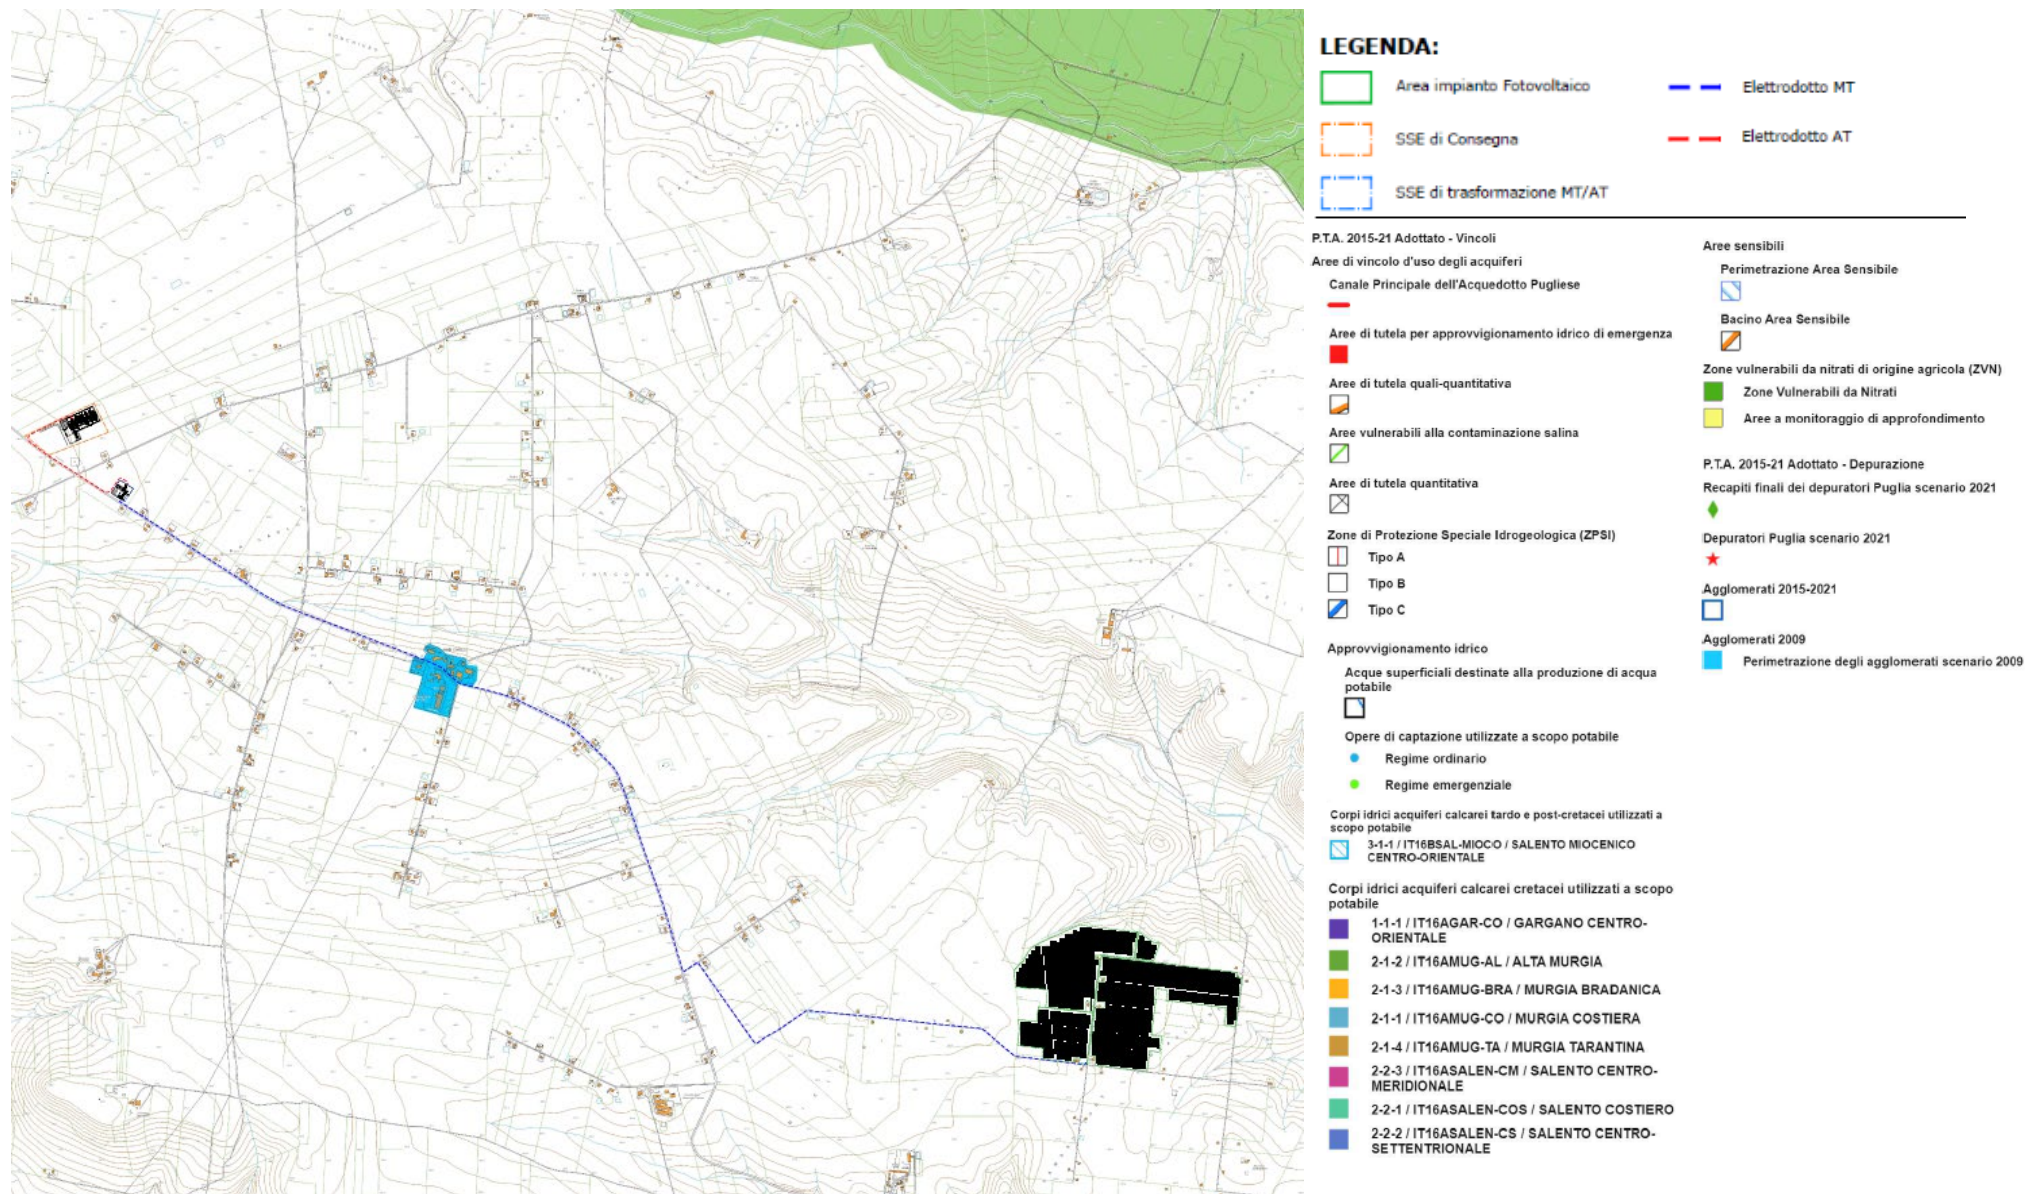 LEGENDA:
Area impianto Fotovoltaico
Elettrodotto MT
SSE di Consegna
Elettrodotto AT
SSE di trasformazione MT/AT
P.T.A. 2015-21 Adottato - Vincoli
Aree di vincolo d'uso degli acquiferi
Canale Principale dell'Acquedotto Pugliese
Aree di tutela per approvvigionamento idrico di emergenza
Aree di tutela quali-quantitativa
Aree vulnerabili alla contaminazione salina
Aree di tutela quantitativa
Zone di Protezione Speciale Idrogeologica (ZPSI)
Tipo A
Tipo B
Tipo C
Approvvigionamento idrico
Acque superficiali destinate alla produzione di acqua
potabile
Opere di captazione utilizzate a scopo potabile
Regime ordinario
Regime emergenziale
Corpi idrici acquiferi calcarei tardo e post-cretacei utilizzati a
scopo potabile
3-1-1 / IT16BSAL-MIOCO / SALENTO MIOCENICO
CENTRO-ORIENTALE
Corpi idrici acquiferi calcarei cretacei utilizzati a scopo
potabile
1-1-1 / IT16AGAR-CO / GARGANO CENTRO-
ORIENTALE
2-1-2 / IT16AMUG-AL / ALTA MURGIA
2-1-3 / IT16AMUG-BRA / MURGIA BRADANICA
2-1-1 / IT16AMUG-CO / MURGIA COSTIERA
2-1-4 / IT16AMUG-TA / MURGIA TARANTINA
2-2-3 / IT16ASALEN-CM / SALENTO CENTRO-
MERIDIONALE
2-2-1 / IT16ASALEN-COS / SALENTO COSTIERO
2-2-2 / IT16ASALEN-CS / SALENTO CENTRO-
SETTENTRIONALE
Aree sensibili
Perimetrazione Area Sensibile
Bacino Area Sensibile
Zone vulnerabili da nitrati di origine agricola (ZVN)
Zone Vulnerabili da Nitrati
Aree a monitoraggio di approfondimento
P.T.A. 2015-21 Adottato - Depurazione
Recapiti finali dei depuratori Puglia scenario 2021
Depuratori Puglia scenario 2021
Agglomerati 2015-2021
Agglomerati 2009
Perimetrazione degli agglomerati scenario 2009